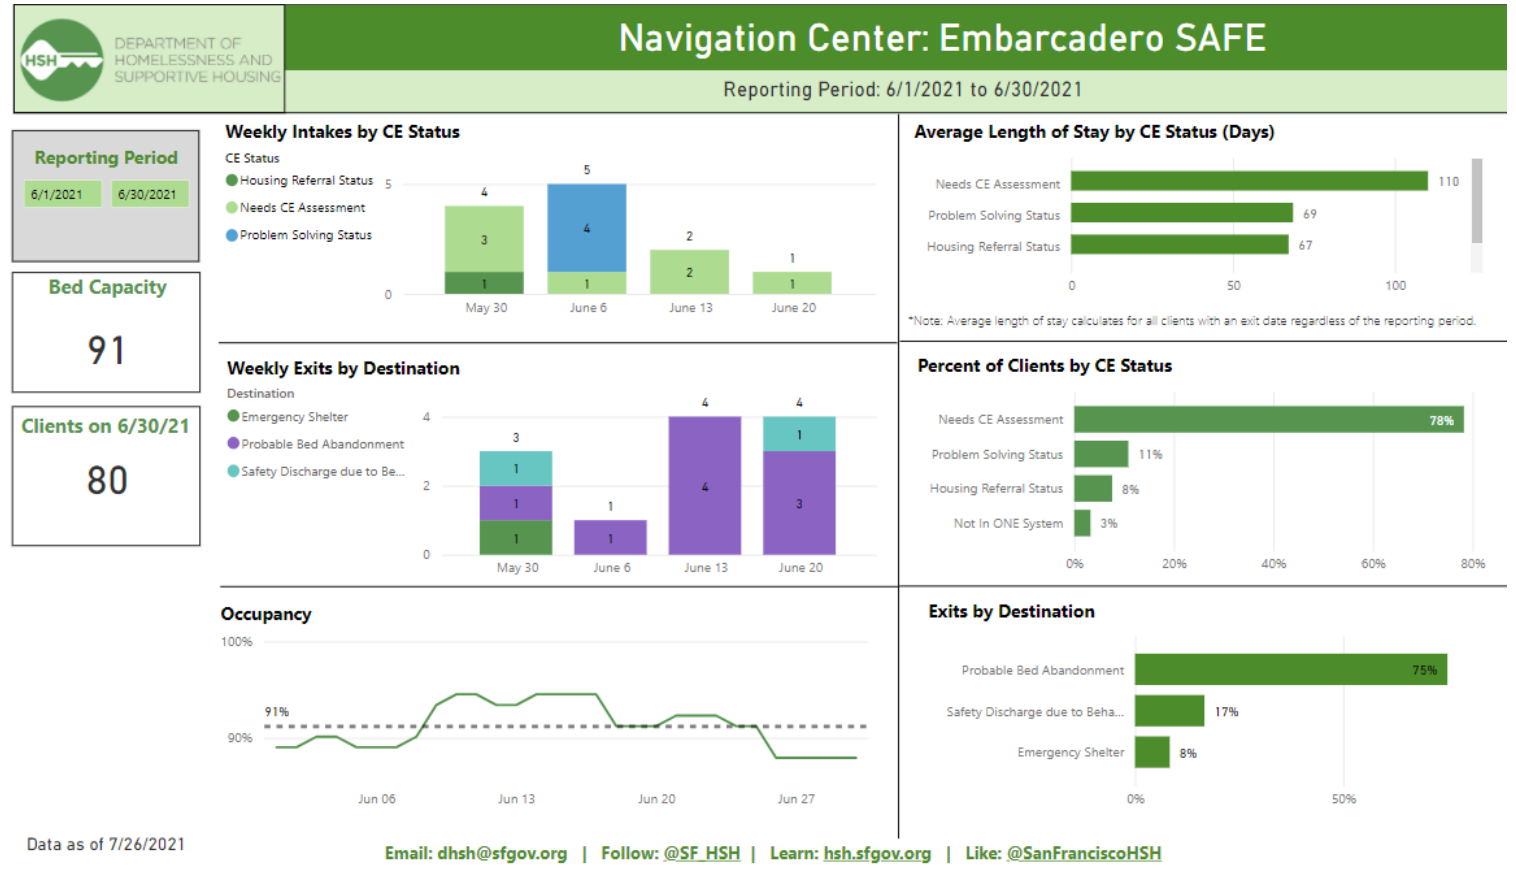 HSH
DEPARTMENT OF
HOMELESSNESS AND
SUPPORTIVE HOUSING
Navigation Center: Embarcadero SAFE
Reporting Period: 6/1/2021 to 6/30/2021
Reporting Period
6/1/2021 6/30/2021
Bed Capacity
91
Clients on 6/30/21
80
Weekly Intakes by CE Status
CE Status
Housing Referral Status
Needs CE Assessment
Problem Solving Status
5
0
4
3
1
5
4
1
2
2
1
1
May 30 June 6 June 13 June 20
Average Length of Stay by CE Status (Days)
Needs CE Assessment 110
Problem Solving Status 69
Housing Referral Status 67
0 50 100
*Note: Average length of stay calculates for all clients with an exit date regardless of the reporting period.
Weekly Exits by Destination
Destination
Emergency Shelter
Probable Bed Abandonment
Safety Discharge due to Be...
4
2
0
3
1
1
1
1
1
4
4
4
1
3
May 30 June 6 June 13 June 20
Percent of Clients by CE Status
Needs CE Assessment 78%
Problem Solving Status 11%
Housing Referral Status 8%
Not In ONE System 3%
0% 20% 40% 60% 80%
Occupancy
100%
91%
90%
Jun 06 Jun 13 Jun 20 Jun 27
Exits by Destination
Probable Bed Abandonment 75%
Safety Discharge due to Beha... 17%
Emergency Shelter 8%
0% 50%
Data as of 7/26/2021
Email: dhsh@sfgov.org | Follow: @SF_HSH | Learn: hsh.sfgov.org | Like: @SanFranciscoHSH